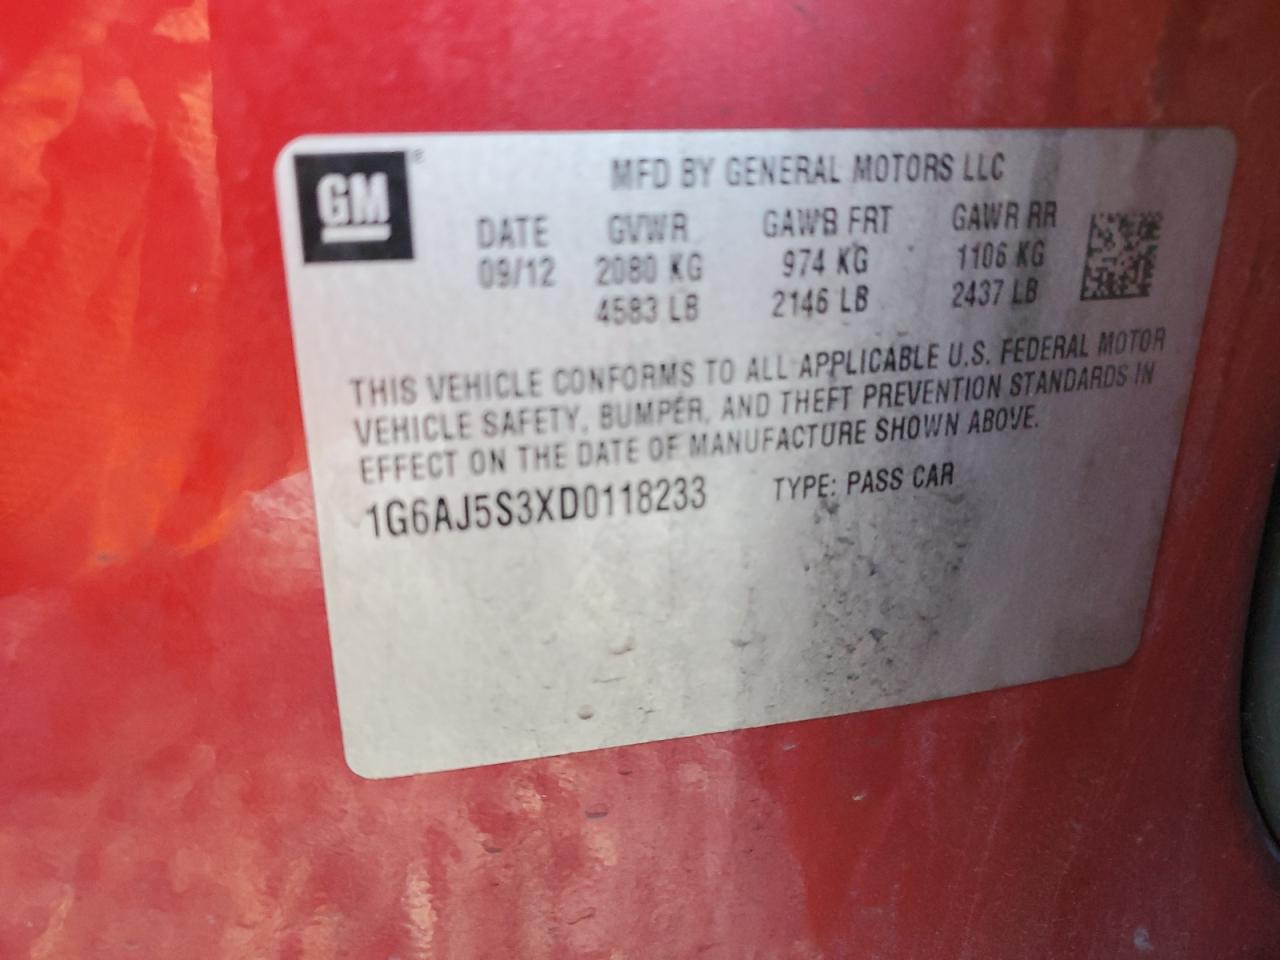 GM®
MFD BY GENERAL MOTORS LLC
DATE GVWR GAWR FRT GAWR RR
09/12 2080 KG 974 KG 1106 KG
4583 LB 2146 LB 2437 LB
THIS VEHICLE CONFORMS TO ALL APPLICABLE U.S. FEDERAL MOTOR
VEHICLE SAFETY, BUMPER, AND THEFT PREVENTION STANDARDS IN
EFFECT ON THE DATE OF MANUFACTURE SHOWN ABOVE.
1G6AJ5S3XD0118233 TYPE: PASS CAR